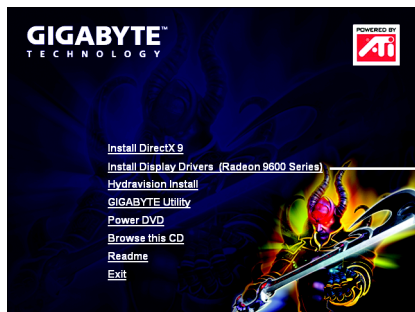 GIGABYTE™
TECHNOLOGY
POWERED BY
ATi
Install DirectX 9
Install Display Drivers (Radeon 9600 Series)
Hydravision Install
GIGABYTE Utility
Power DVD
Browse this CD
Readme
Exit